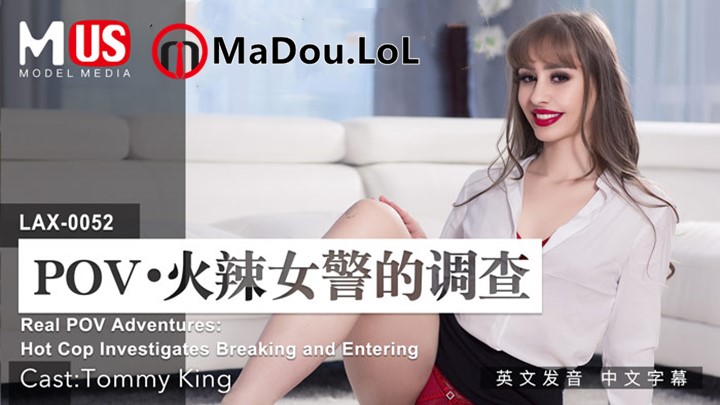 MUS
MODEL MEDIA
MaDou.LoL
LAX-0052
POV•火辣女警的调查
Real POV Adventures:
Hot Cop Investigates Breaking and Entering
Cast:Tommy King
英文发音 中文字幕